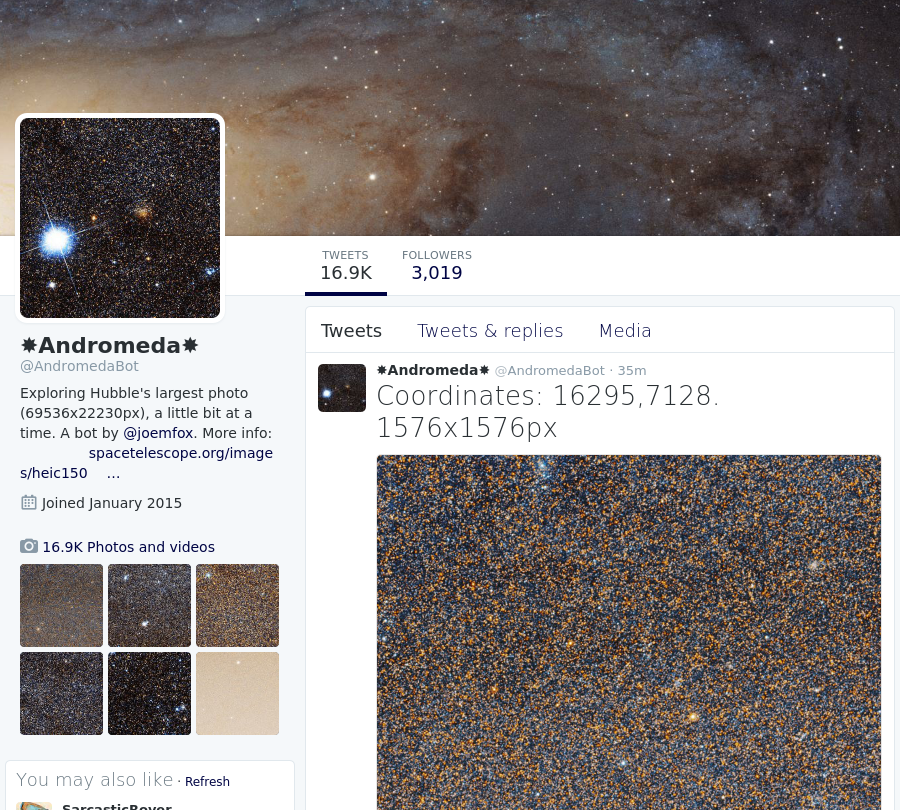 TWEETS
16.9K
FOLLOWERS
3,019
✸Andromeda✸
@AndromedaBot
Exploring Hubble's largest photo
(69536x22230px), a little bit at a
time. A bot by @joemfox. More info:
spacetelescope.org/image
s/heic150 …
Joined January 2015
16.9K Photos and videos
You may also like · Refresh
SarcasticRover
Tweets
Tweets & replies
Media
✸Andromeda✸ @AndromedaBot · 35m
Coordinates: 16295,7128.
1576x1576px